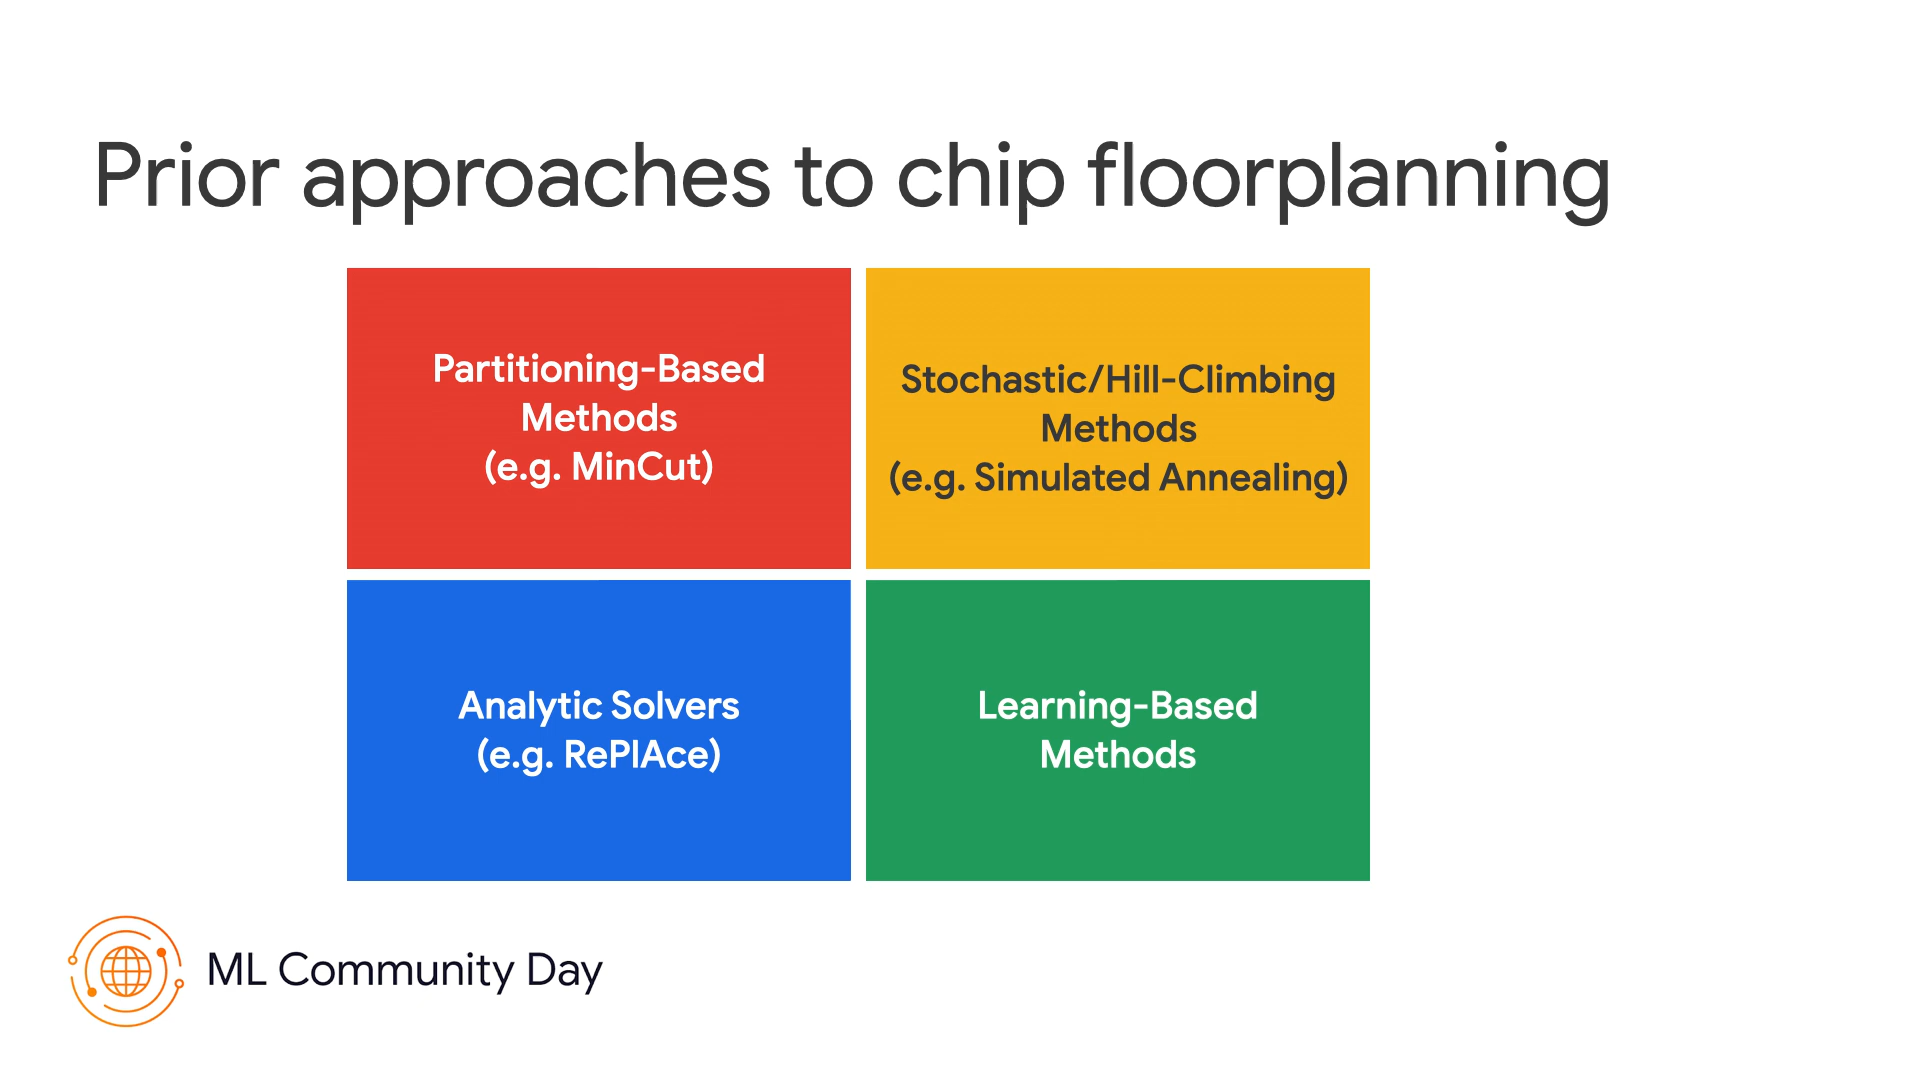 Prior approaches to chip floorplanning
Partitioning-Based
Methods
(e.g. MinCut)
Stochastic/Hill-Climbing
Methods
(e.g. Simulated Annealing)
Analytic Solvers
(e.g. RePlAce)
Learning-Based
Methods
ML Community Day